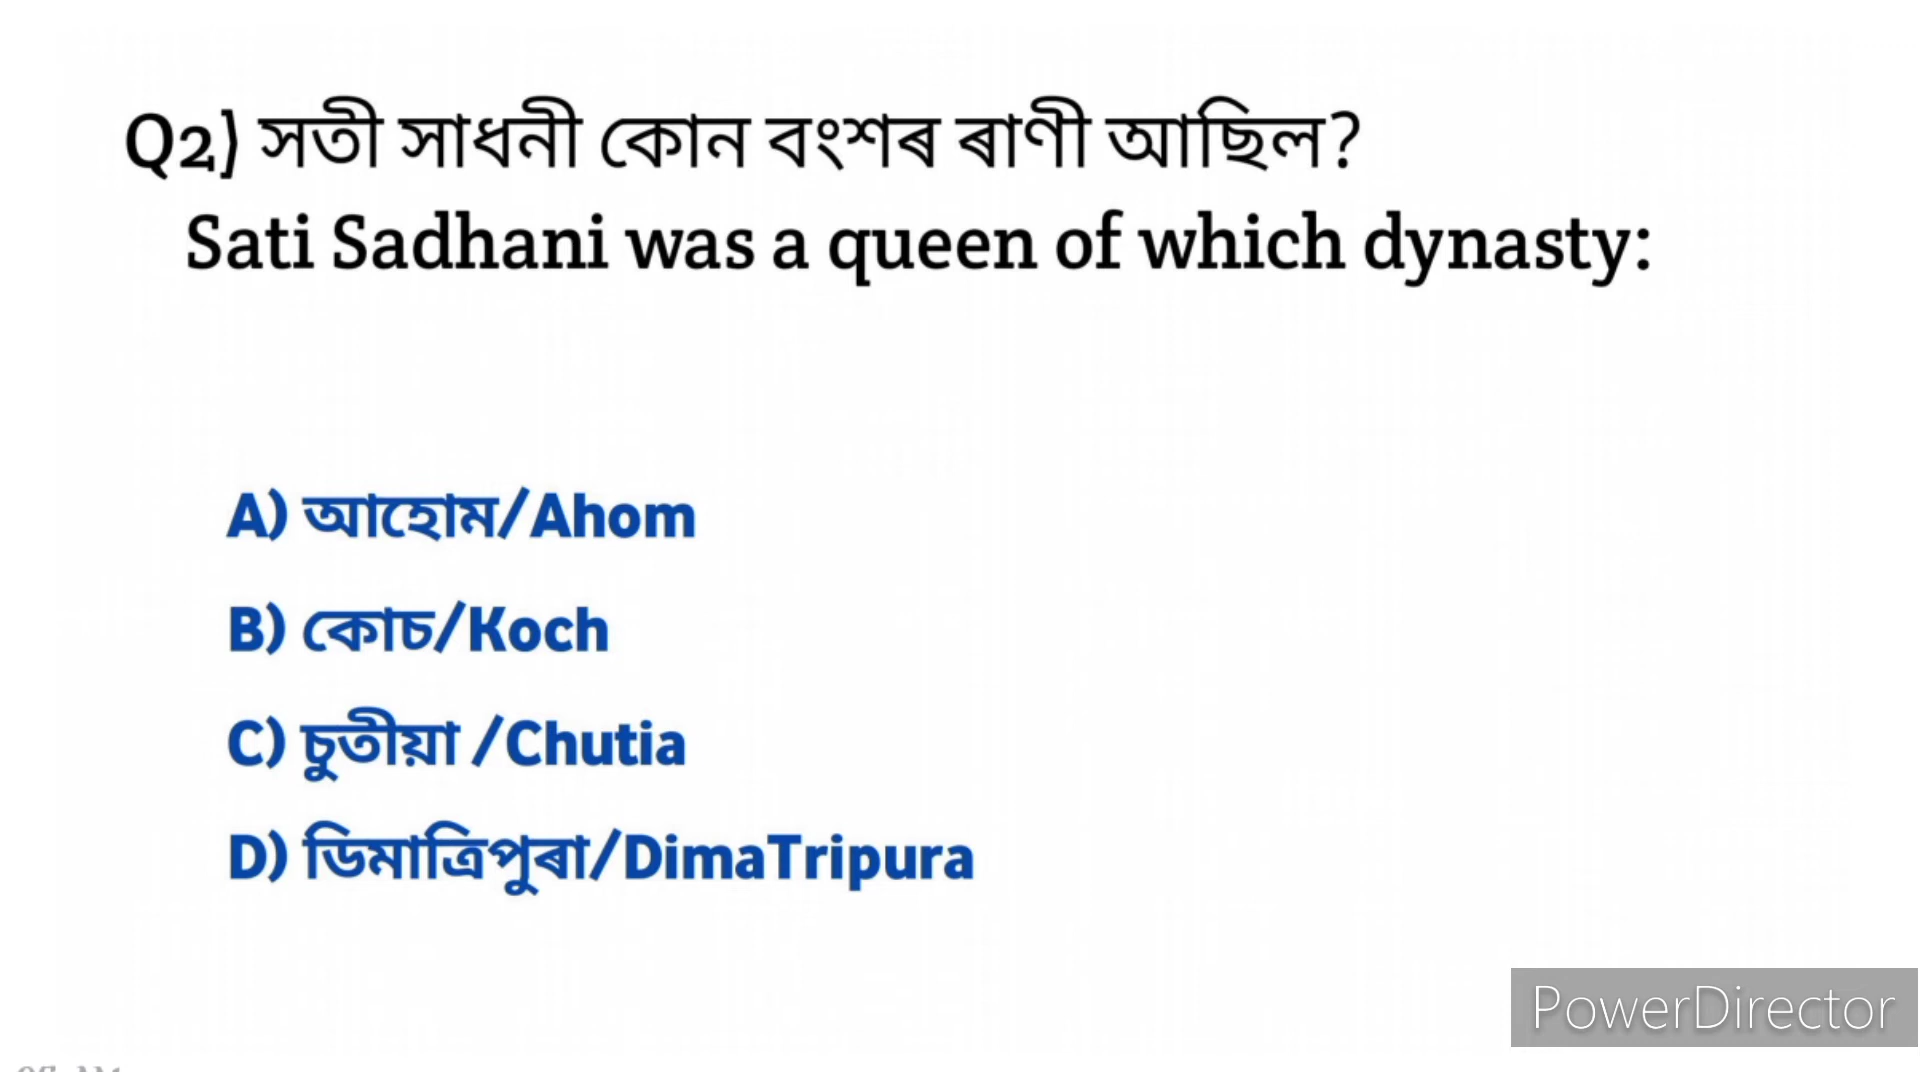 Q2) সতী সাধনী কোন বংশৰ ৰাণী আছিল?
Sati Sadhani was a queen of which dynasty:
A) আহোম/Ahom
B) কোচ/Koch
C) চুতীয়া /Chutia
D) ডিমাত্ৰিপুৰা/DimaTripura
PowerDirector